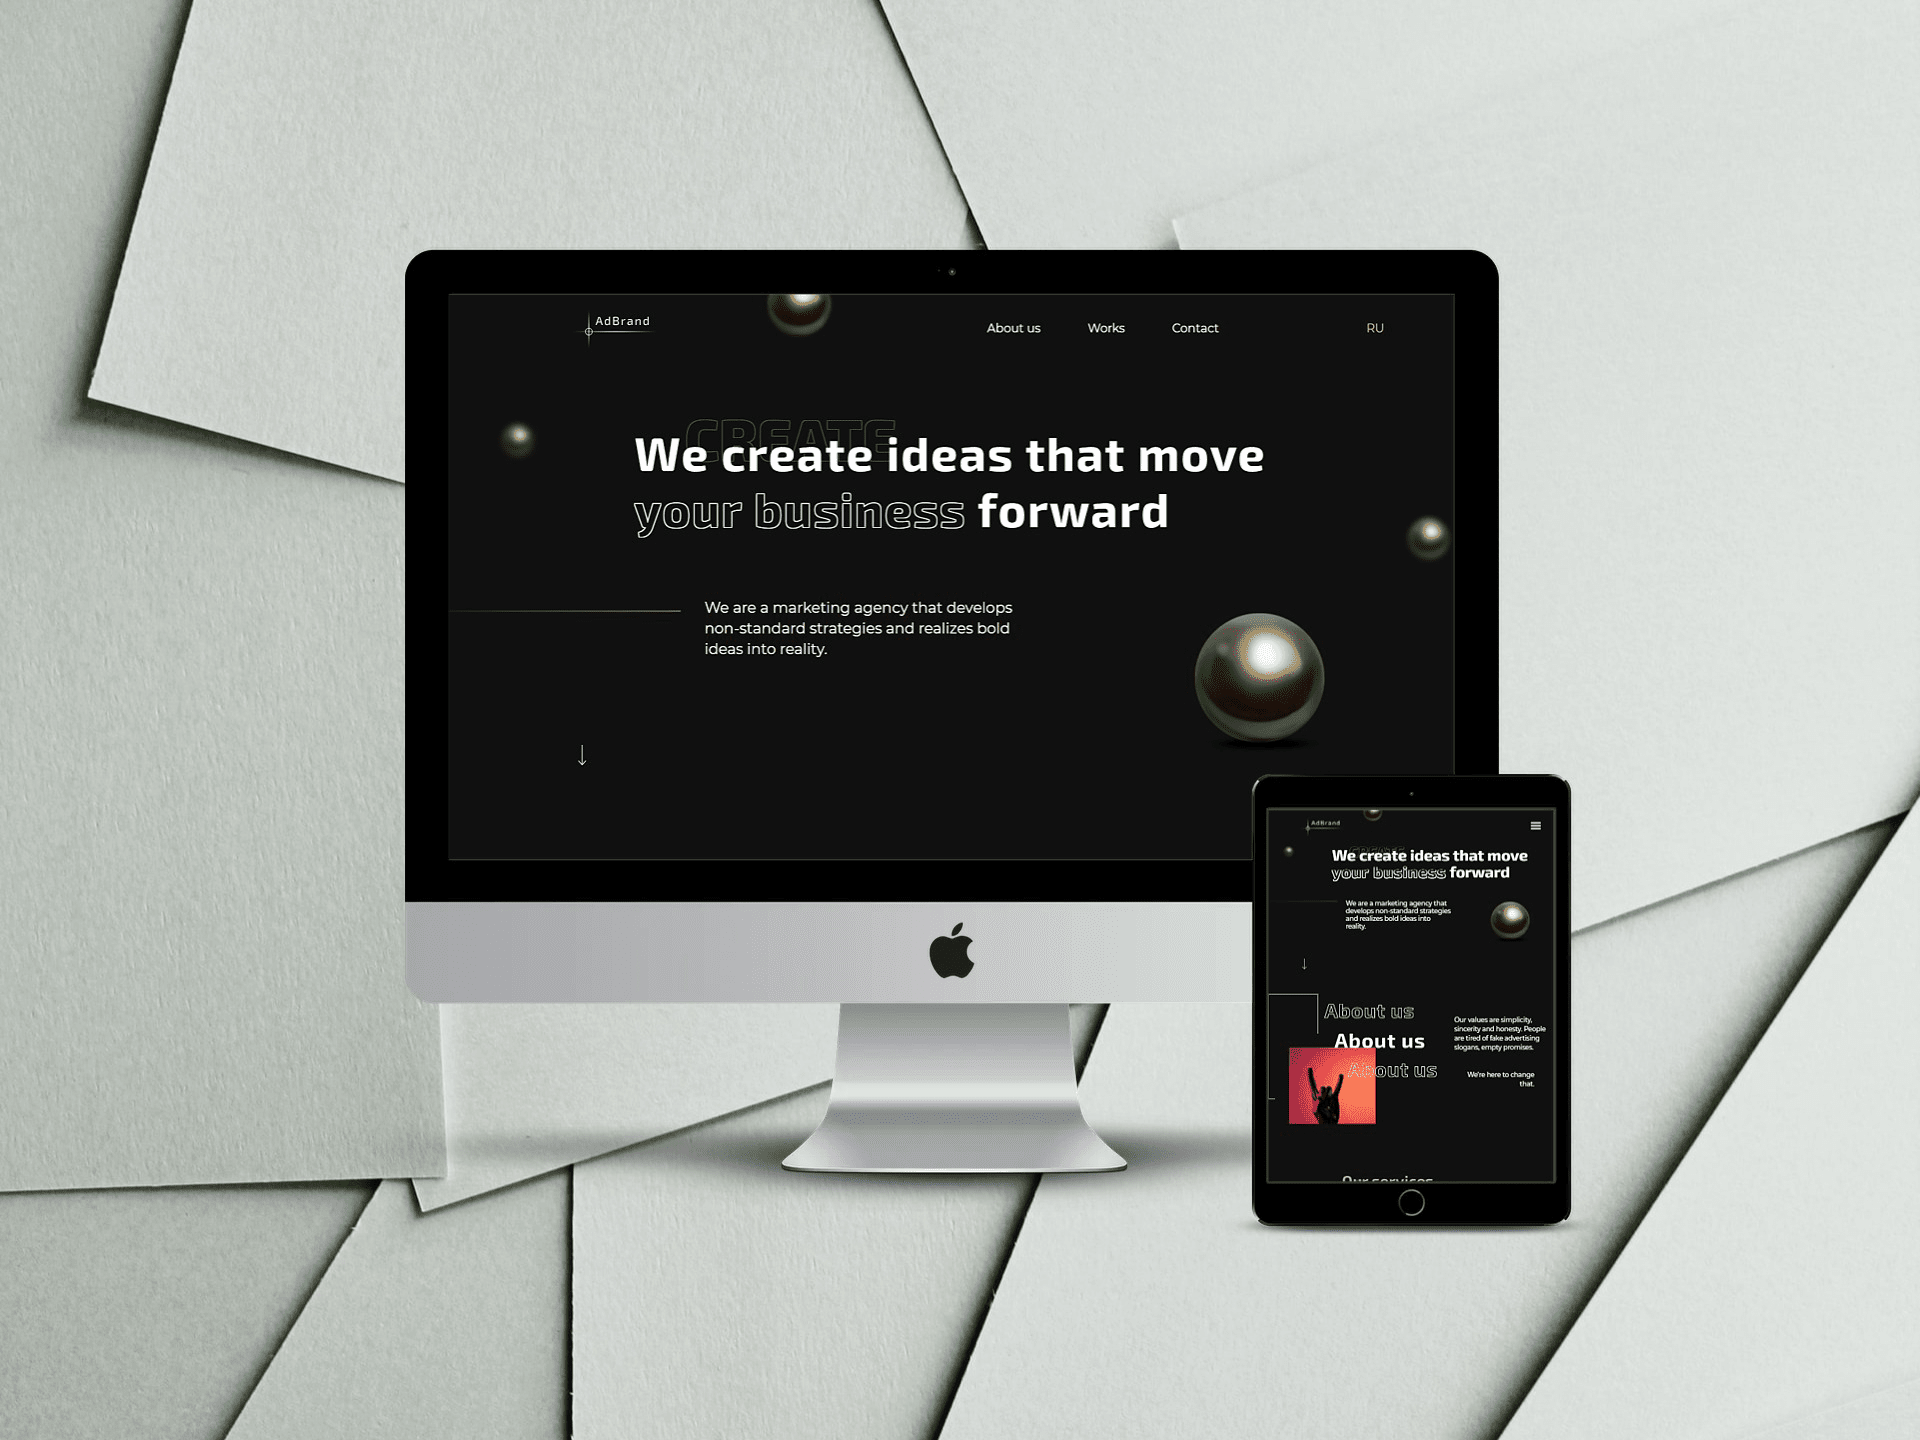 AdBrand
About us
Works
Contact
RU
CREATE
We create ideas that move
your business forward
We are a marketing agency that develops
non-standard strategies and realizes bold
ideas into reality.
AdBrand
CREATE
We create ideas that move
your business forward
We are a marketing agency that
develops non-standard strategies
and realizes bold ideas into
reality.
About us
About us
About us
Our values are simplicity,
sincerity and honesty. People
are tired of fake advertising
slogans, empty promises.
We're here to change
that.
Our services